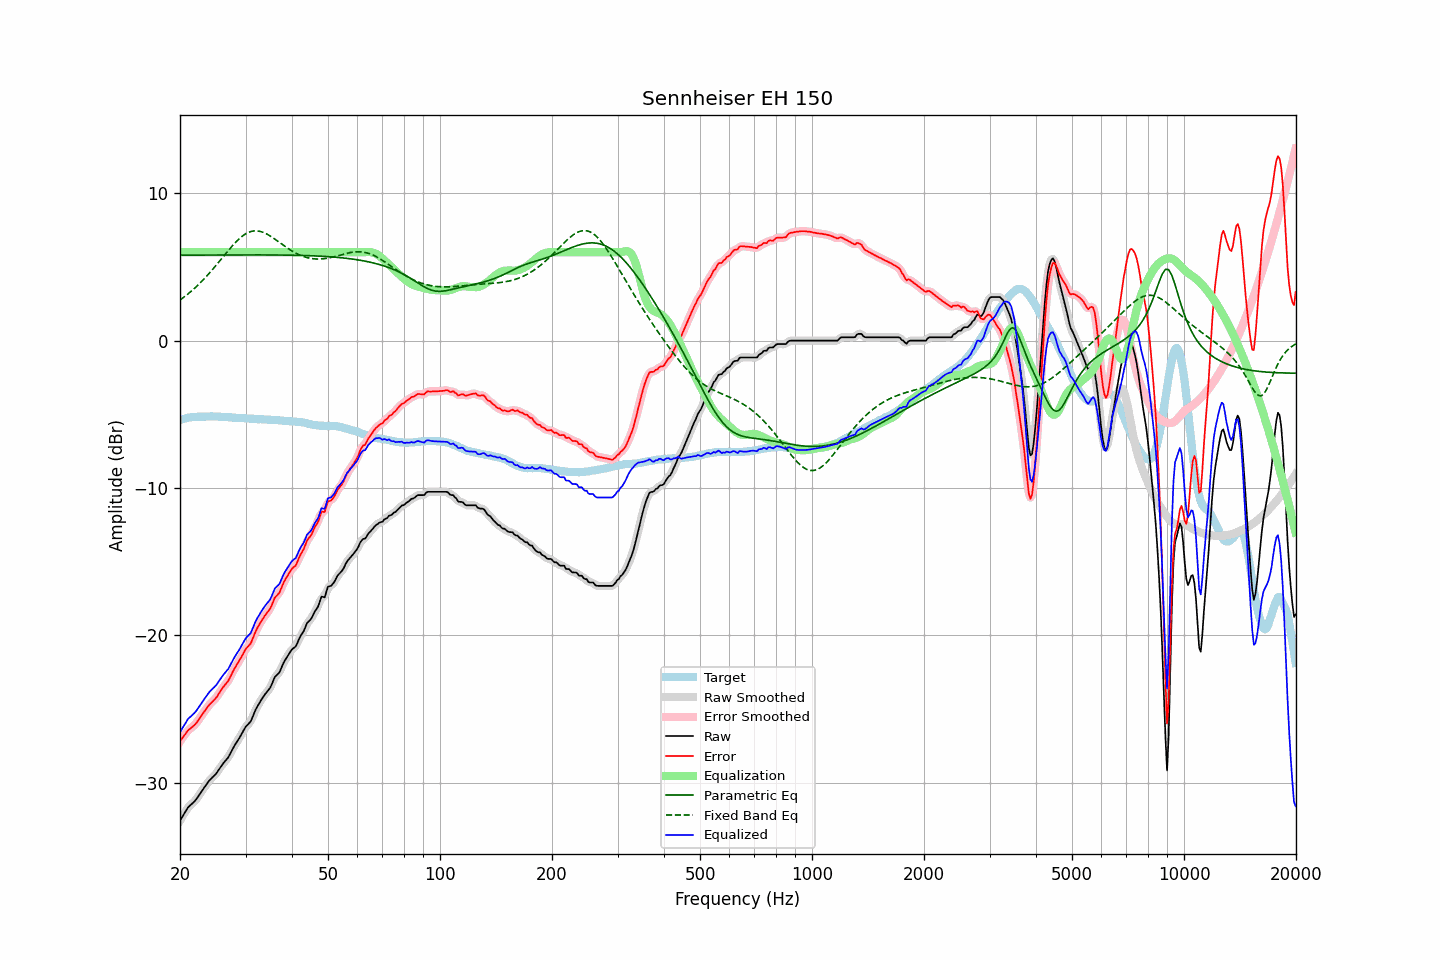 Sennheiser EH 150
Amplitude (dBr)
10
0
−10
−20
−30
Target
Raw Smoothed
Error Smoothed
Raw
Error
Equalization
Parametric Eq
Fixed Band Eq
Equalized
20 50 100 200 500 1000 2000 5000 10000 20000
Frequency (Hz)